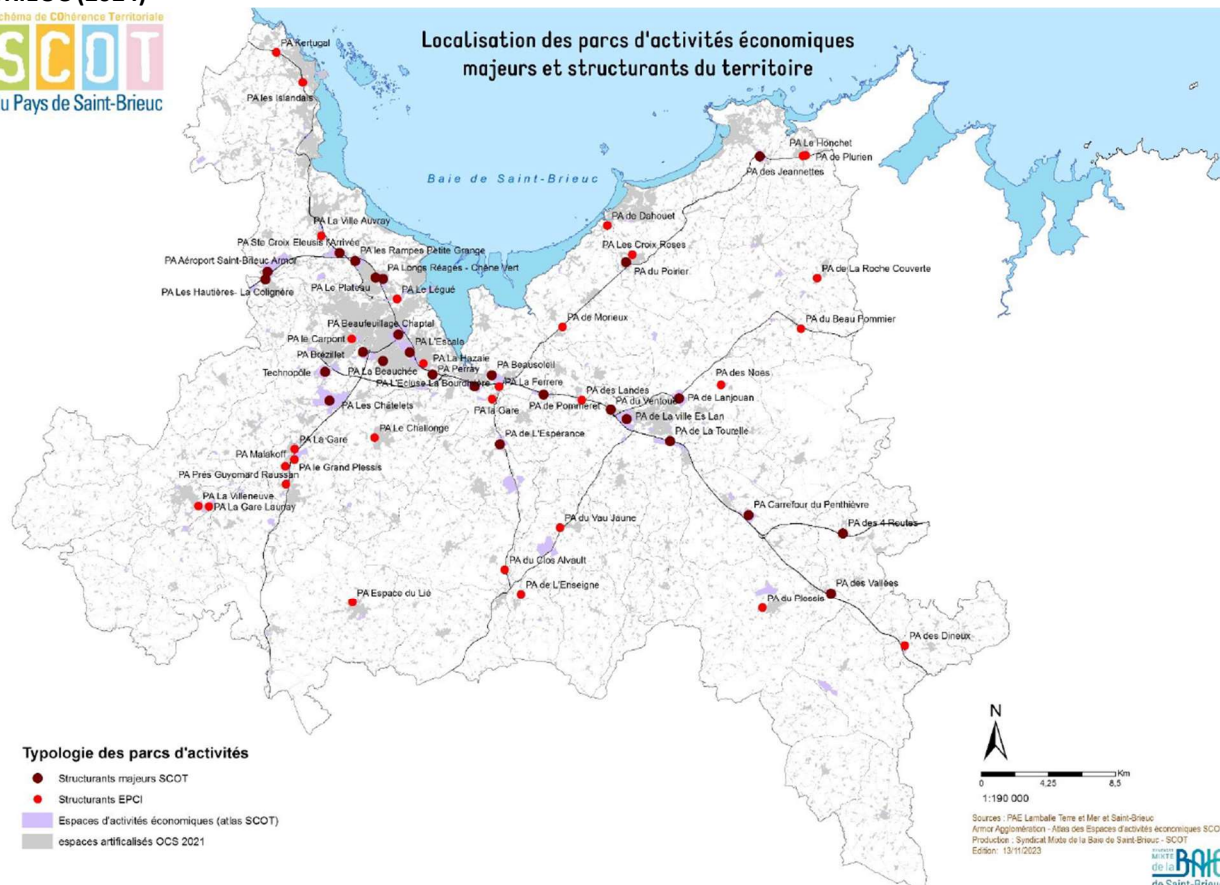 Schéma de COhérence Territoriale
SCOT
du Pays de Saint-Brieuc
Localisation des parcs d'activités économiques
majeurs et structurants du territoire
PA Kertugal
PA les Islandais
Baie de Saint-Brieuc
PA Le Honchet
PA de Plurien
PA des Jeannettes
PA de Dahouet
PA Les Croix Roses
PA du Poirier
PA de La Roche Couverte
PA du Beau Pommier
PA de Morieux
PA La Ville Auvray
PA Ste Croix Eleusis l'Arrivée
PA les Rampes Petite Grange
PA Aéroport Saint-Brieuc Armor
PA Longs Réages - Chêne Vert
PA Le Plateau
PA Le Légué
PA Les Hautières- La Colignère
PA Beaufeuillage Chaptal
PA le Carpont
PA L'Escale
PA Brézillet
PA La Hazaie
PA Perray
PA Beausoleil
Technopôle
PA La Beauchée
PA L'Ecluse La Bourdinière
PA La Ferrere
PA des Landes
PA des Noes
PA de Lanjouan
PA Les Châtelets
PA la Gare
PA de Pommeret
PA du Ventoue
PA de La ville Es Lan
PA Le Challonge
PA de L'Espérance
PA de La Tourelle
PA La Gare
PA Malakoff
PA le Grand Plessis
PA Prés Guyomard Raussan
PA La Villeneuve
PA La Gare Launay
PA Carrefour du Penthièvre
PA des 4 Routes
PA du Vau Jaune
PA du Clos Alvault
PA de L'Enseigne
PA Espace du Lié
PA des Vallées
PA du Plessis
PA des Dineux
Typologie des parcs d'activités
Structurants majeurs SCOT
Structurants EPCI
Espaces d'activités économiques (atlas SCOT)
espaces artificalisés OCS 2021
N
Km
0 4,25 8,5
1:190 000
Sources : PAE Lamballe Terre et Mer et Saint-Brieuc
Armor Agglomération - Atlas des Espaces d'activités économiques SCO
Production : Syndicat Mixte de la Baie de Saint-Brieuc - SCOT
Edition: 13/11/2023
MIXTE
de la BAIE
de Saint-Brieuc